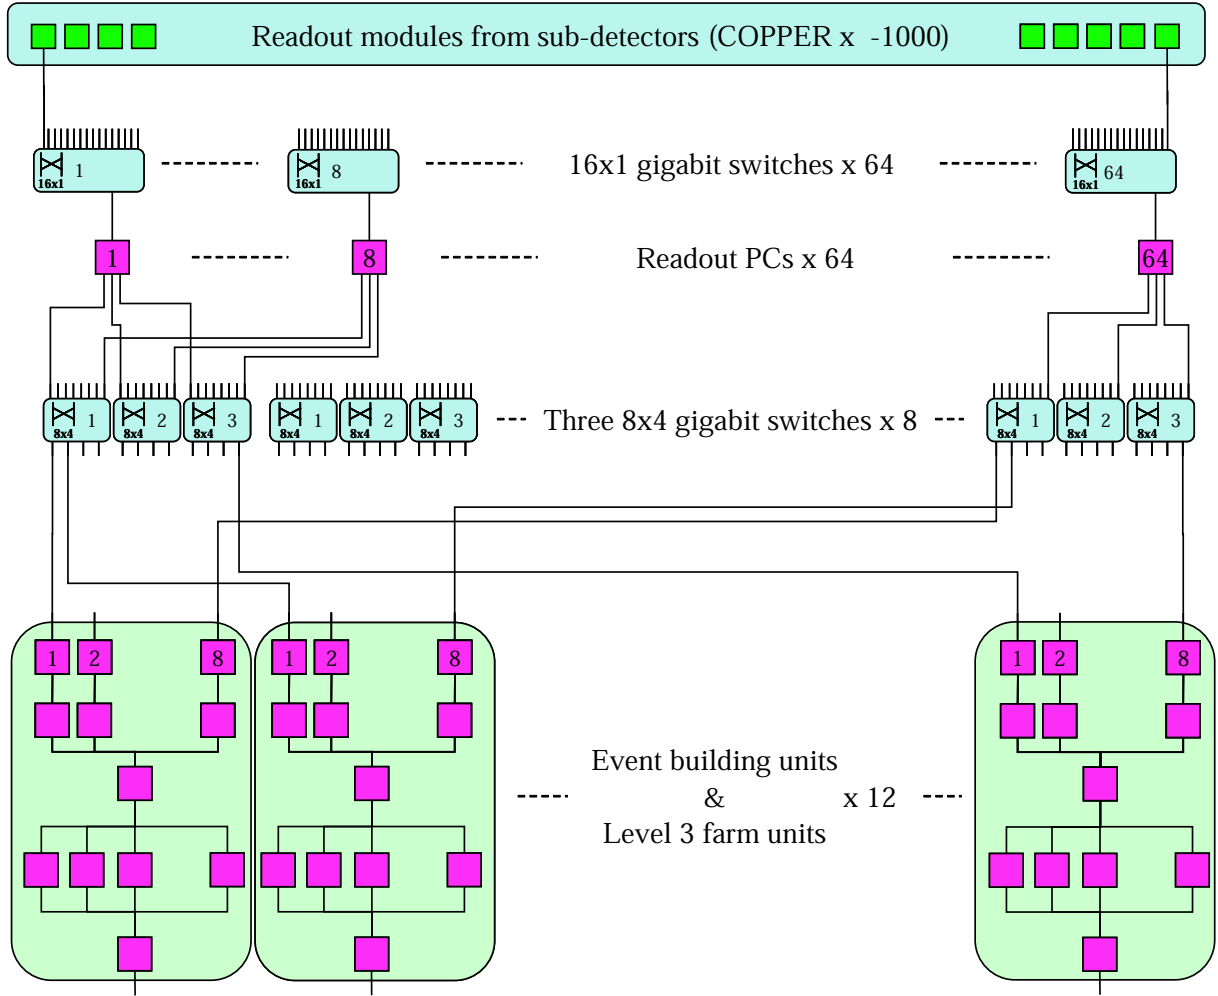 Readout modules from sub-detectors (COPPER x -1000)
1 8 64
16x1 16x1 16x1
16x1 gigabit switches x 64
1 8 64
Readout PCs x 64
1 2 3 1 2 3 1 2 3
8x4 8x4 8x4 8x4 8x4 8x4 8x4 8x4 8x4
Three 8x4 gigabit switches x 8
1 2 8 1 2 8 1 2 8
Event building units
& x 12
Level 3 farm units